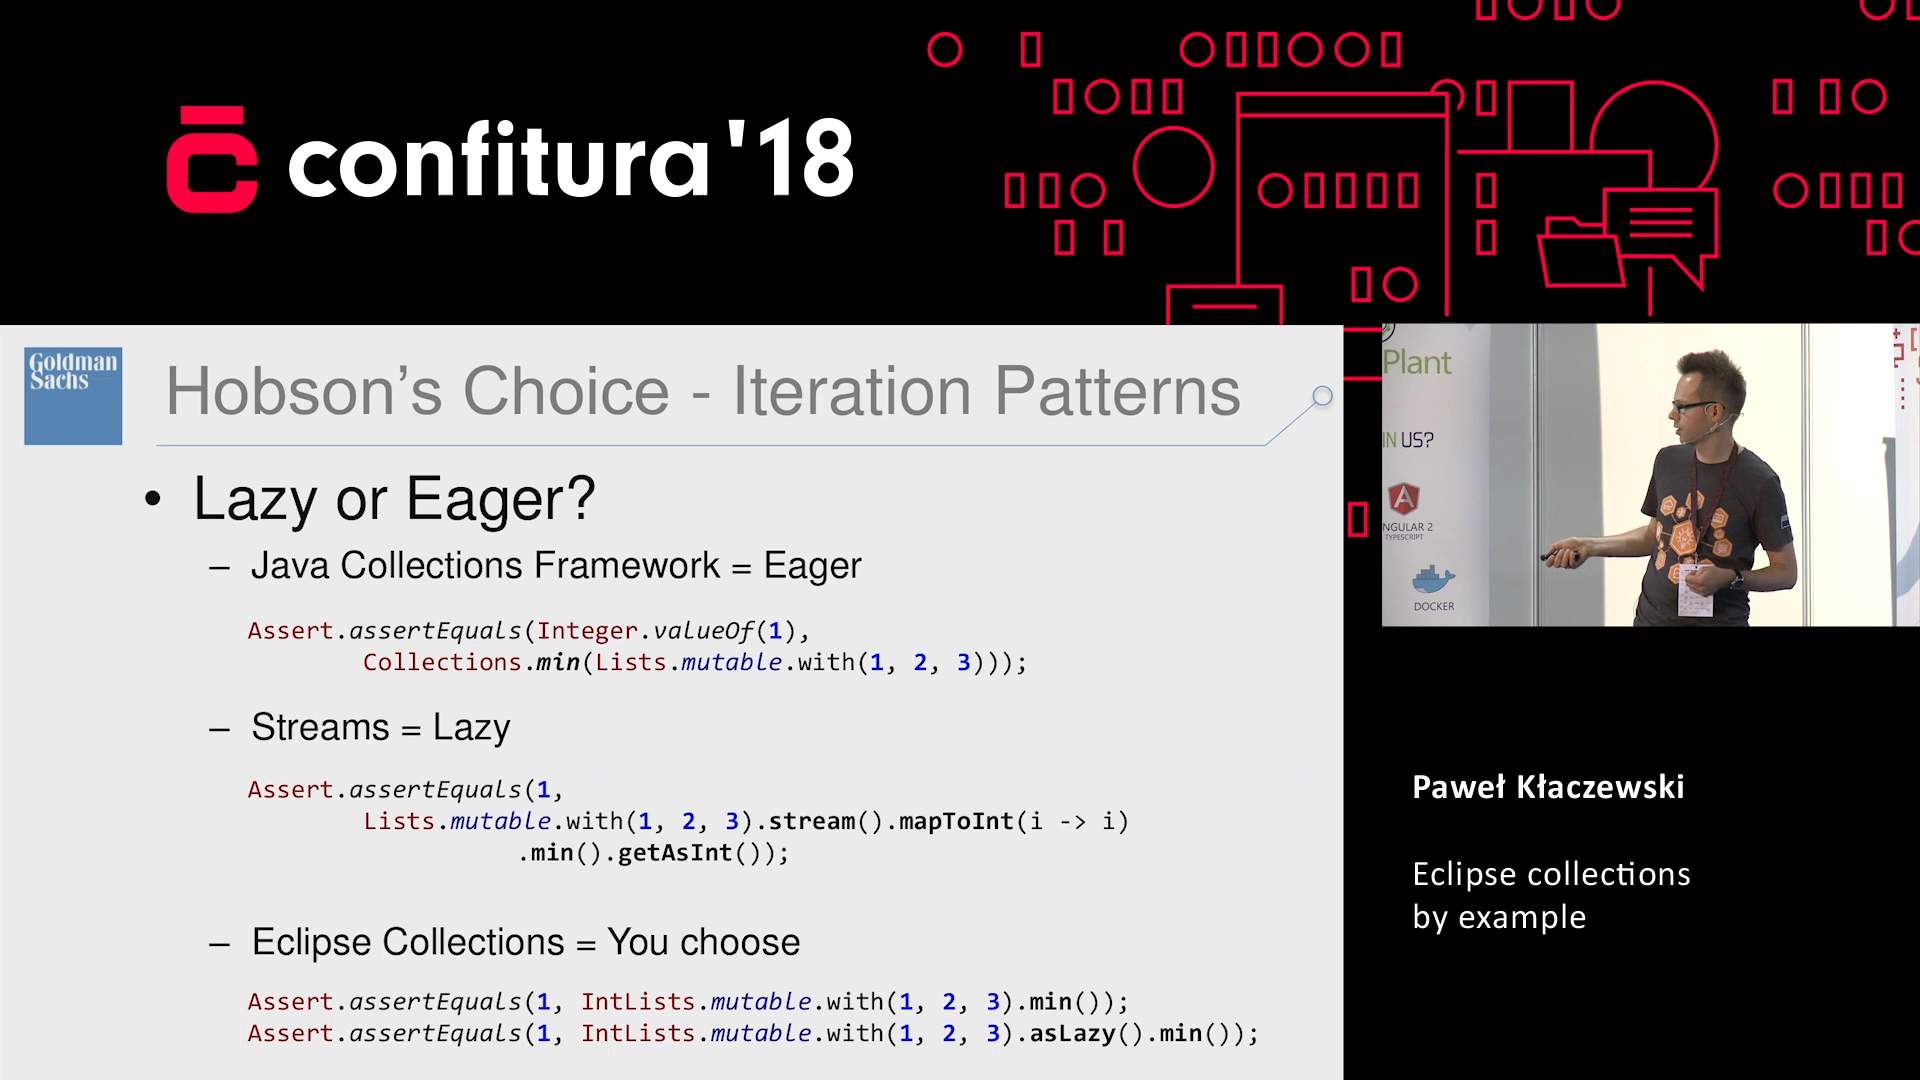 confitura '18
Goldman
Sachs
Hobson’s Choice - Iteration Patterns
• Lazy or Eager?
– Java Collections Framework = Eager
Assert.assertEquals(Integer.valueOf(1),
Collections.min(Lists.mutable.with(1, 2, 3)));
– Streams = Lazy
Assert.assertEquals(1,
Lists.mutable.with(1, 2, 3).stream().mapToInt(i -> i)
.min().getAsInt());
– Eclipse Collections = You choose
Assert.assertEquals(1, IntLists.mutable.with(1, 2, 3).min());
Assert.assertEquals(1, IntLists.mutable.with(1, 2, 3).asLazy().min());
Plant
IN US?
NGULAR 2
TYPESCRIPT
DOCKER
Paweł Kłaczewski
Eclipse collections
by example